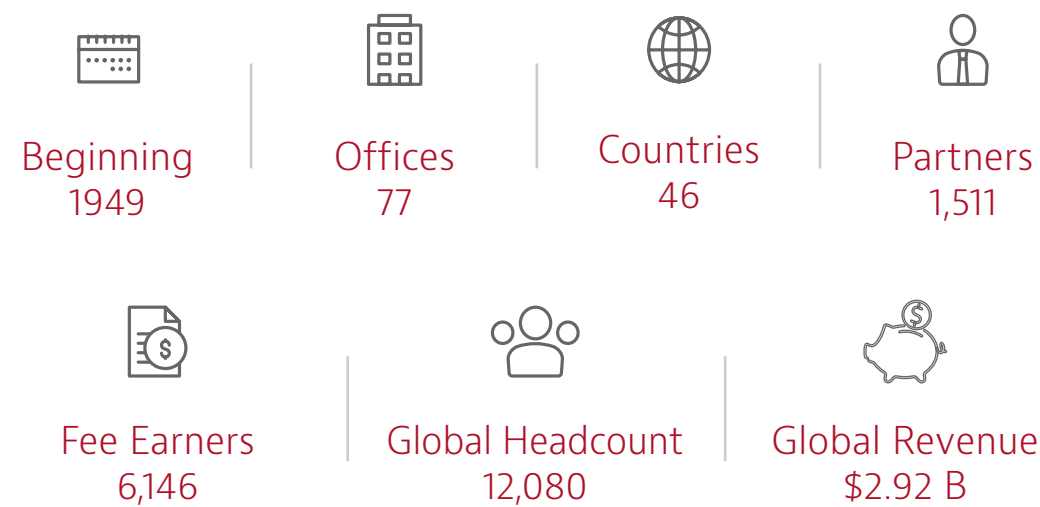 Beginning
1949
Offices
77
Countries
46
Partners
1,511
$
Fee Earners
6,146
Global Headcount
12,080
$
Global Revenue
$2.92 B